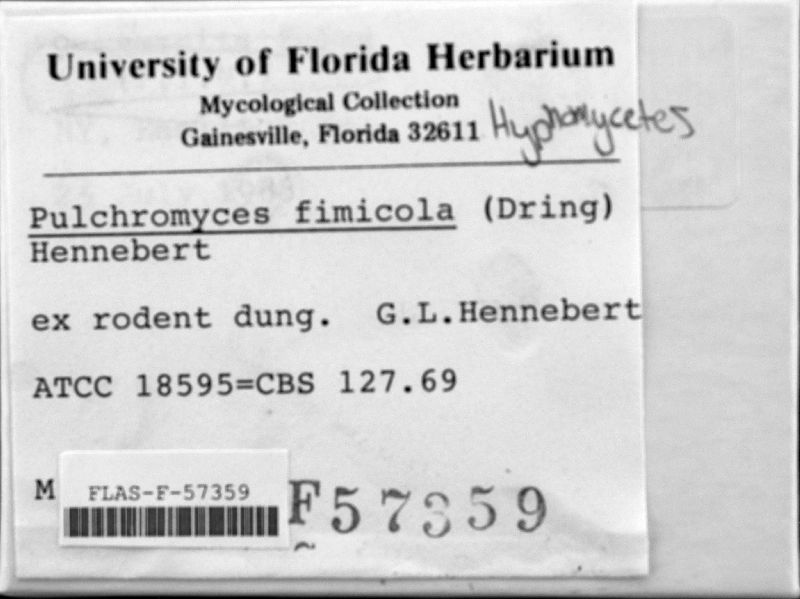 University of Florida Herbarium
Mycological Collection
Gainesville, Florida 32611
Hyphomycetes
Pulchromyces fimicola (Dring)
Hennebert
ex rodent dung. G.L.Hennebert
ATCC 18595=CBS 127.69
M
FLAS-F-57359
F57359